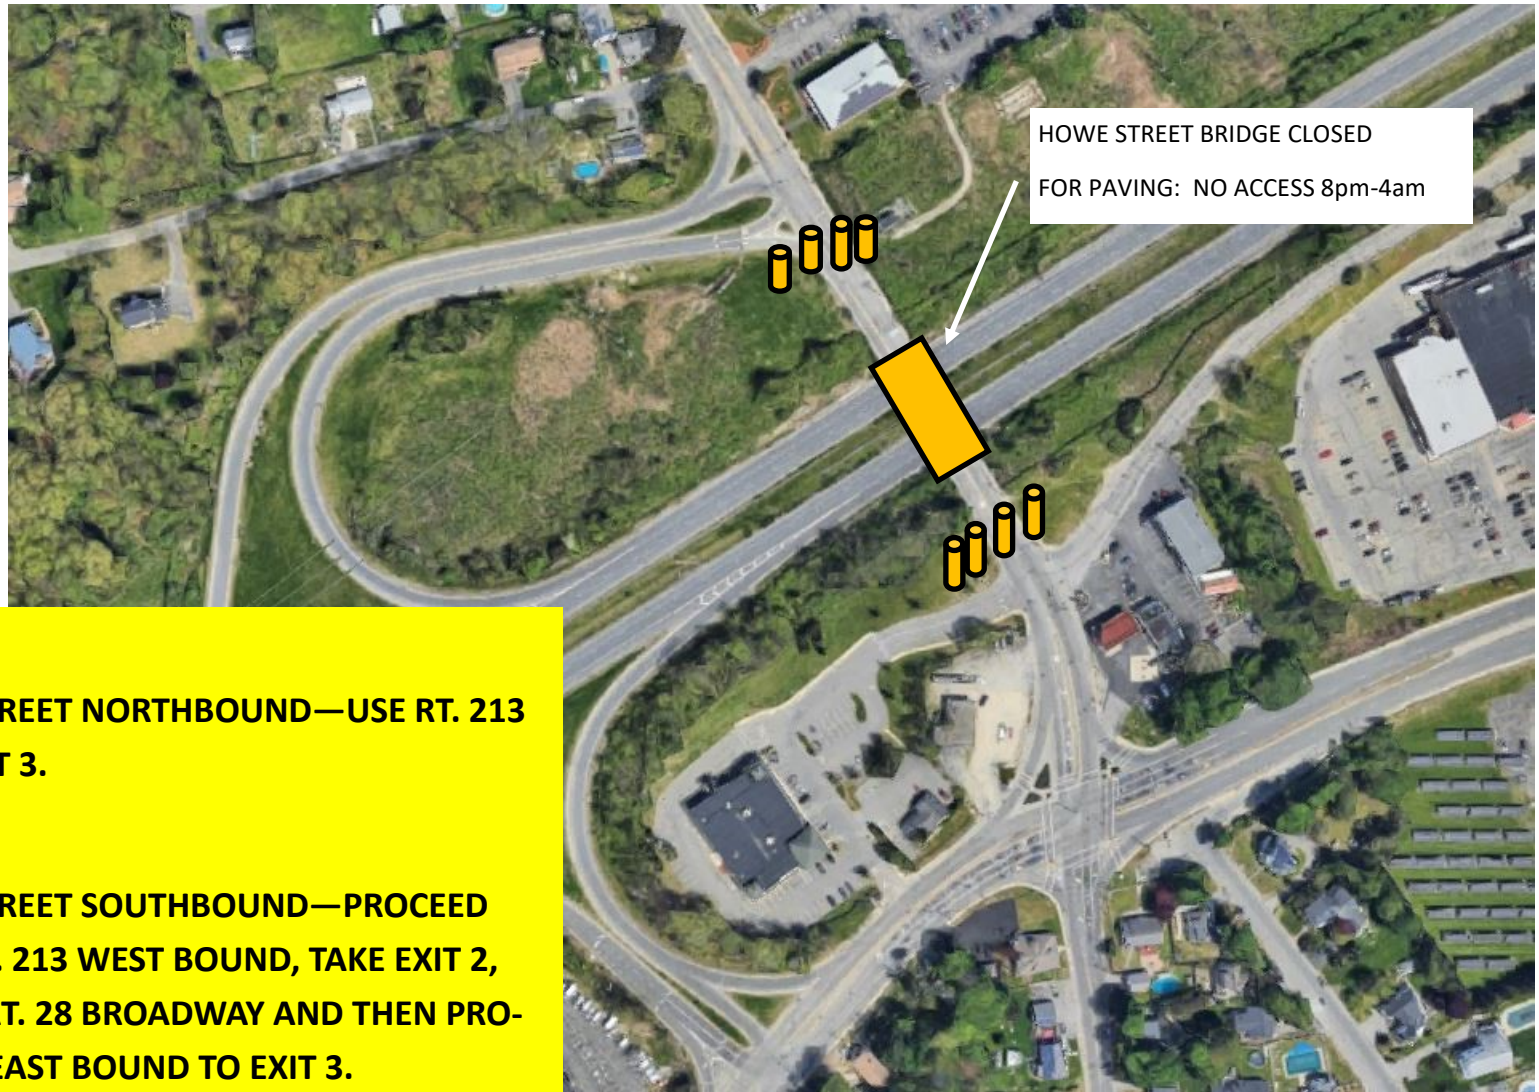 HOWE STREET BRIDGE CLOSED
FOR PAVING: NO ACCESS 8pm-4am
REET NORTHBOUND—USE RT. 213
T 3.
REET SOUTHBOUND—PROCEED
. 213 WEST BOUND, TAKE EXIT 2,
T. 28 BROADWAY AND THEN PRO-
EAST BOUND TO EXIT 3.